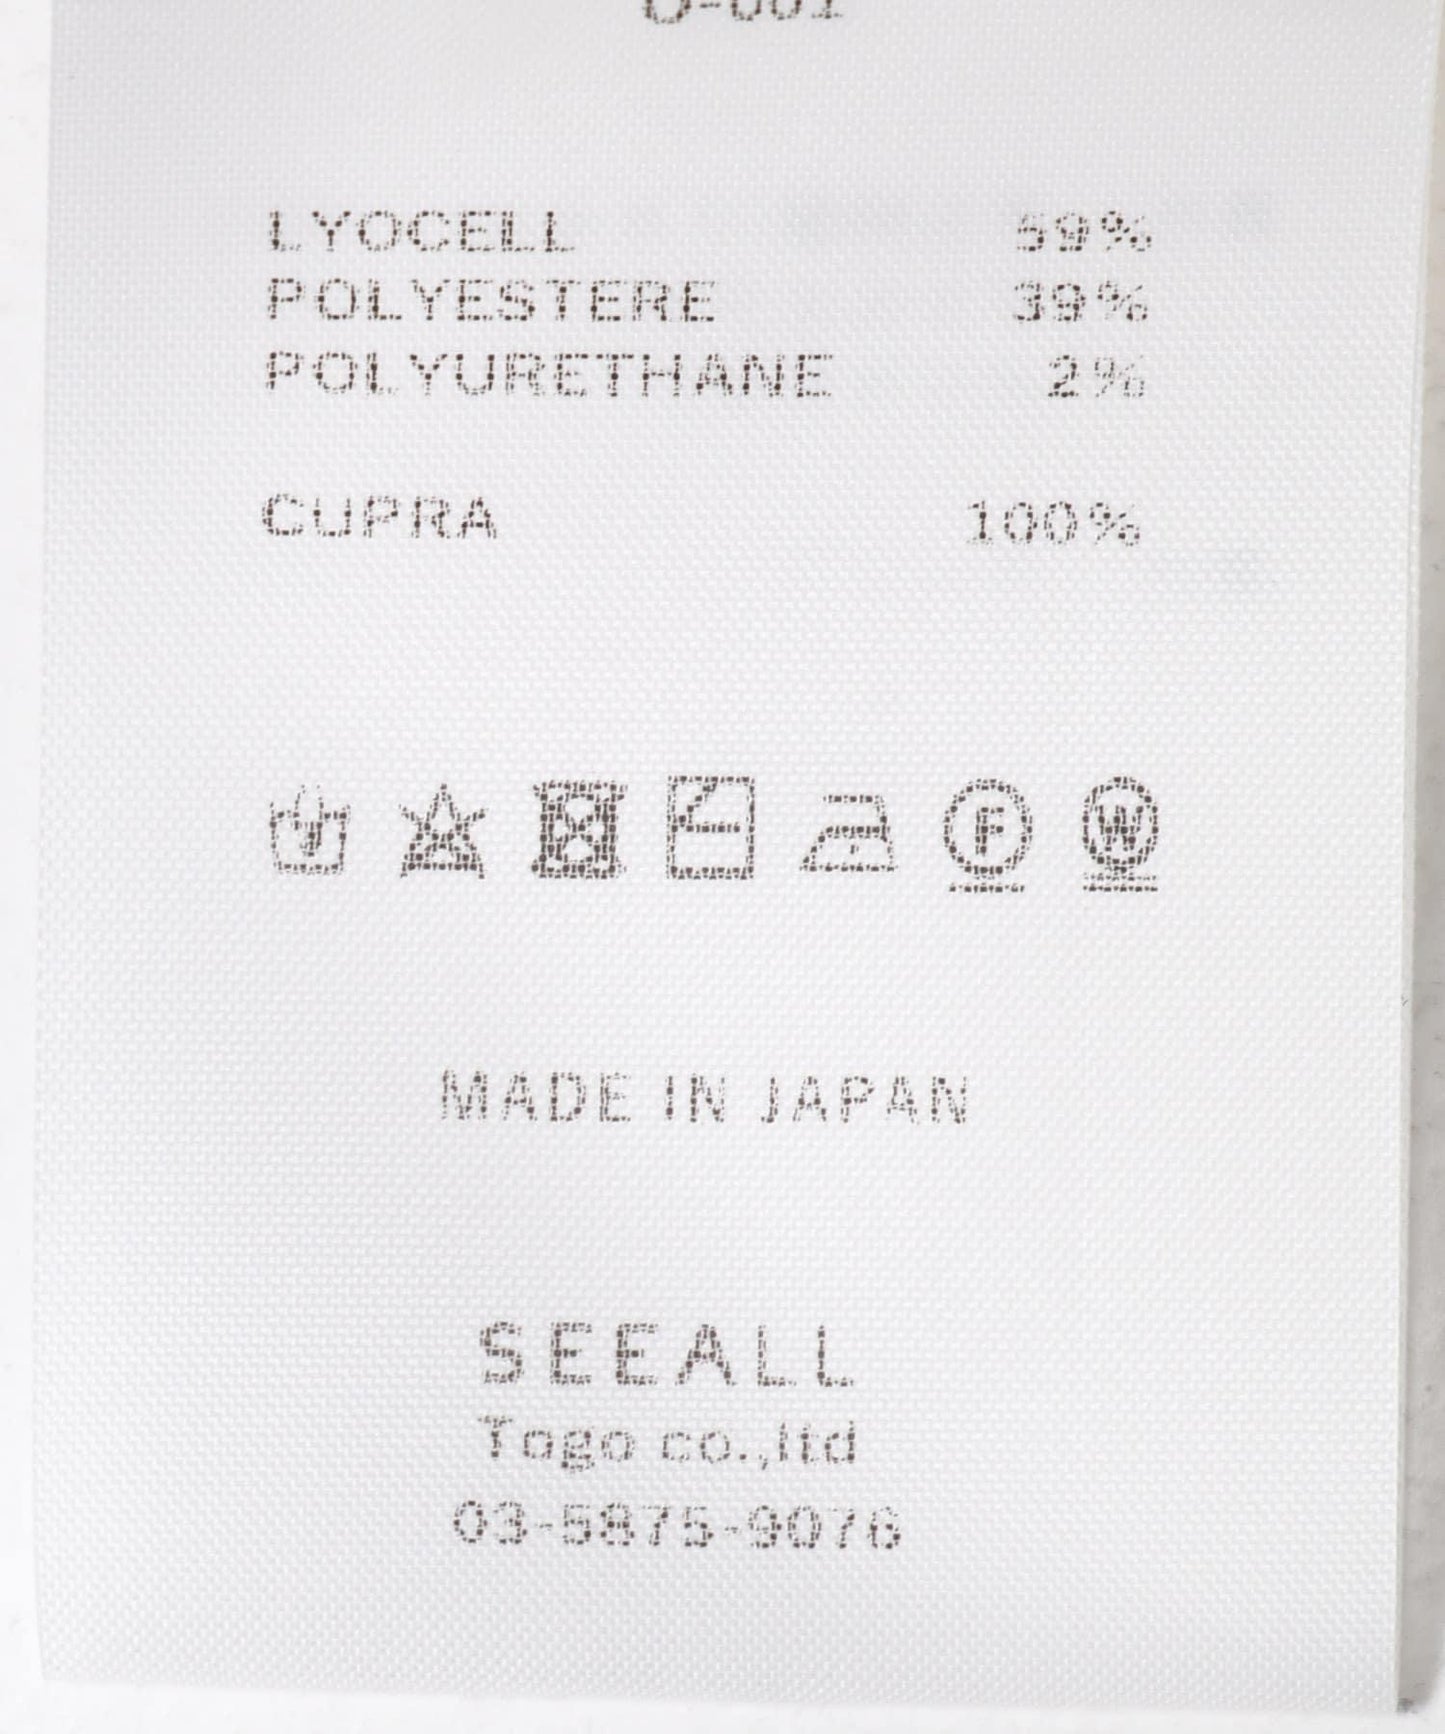 LYOCELL 59%
POLYESTERE 39%
POLYURETHANE 2%
CUPRA 100%
F W
MADE IN JAPAN
SEEALL
Togo co.,ltd
03-5875-9076